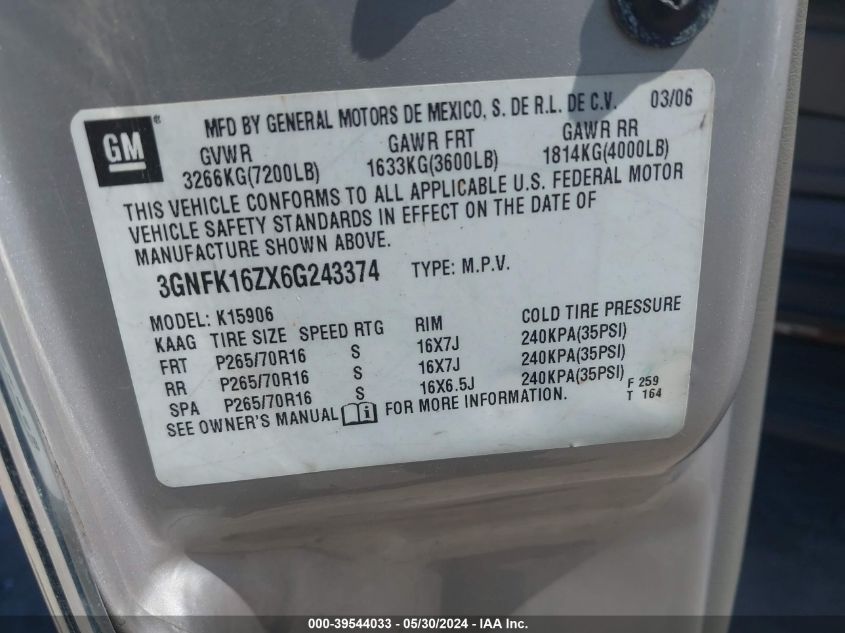 GM ® MFD BY GENERAL MOTORS DE MEXICO, S. DE R.L. DE C.V. 03/06
GVWR GAWR FRT GAWR RR
3266KG(7200LB) 1633KG(3600LB) 1814KG(4000LB)
THIS VEHICLE CONFORMS TO ALL APPLICABLE U.S. FEDERAL MOTOR
VEHICLE SAFETY STANDARDS IN EFFECT ON THE DATE OF
MANUFACTURE SHOWN ABOVE.
3GNFK16ZX6G243374 TYPE: M.P.V.
MODEL: K15906
KAAG TIRE SIZE SPEED RTG RIM COLD TIRE PRESSURE
FRT P265/70R16 S 16X7J 240KPA(35PSI)
RR P265/70R16 S 16X7J 240KPA(35PSI)
SPA P265/70R16 S 16X6.5J 240KPA(35PSI)
SEE OWNER'S MANUAL i FOR MORE INFORMATION.
F 259
T 164
000-39544033 - 05/30/2024 - IAA Inc.